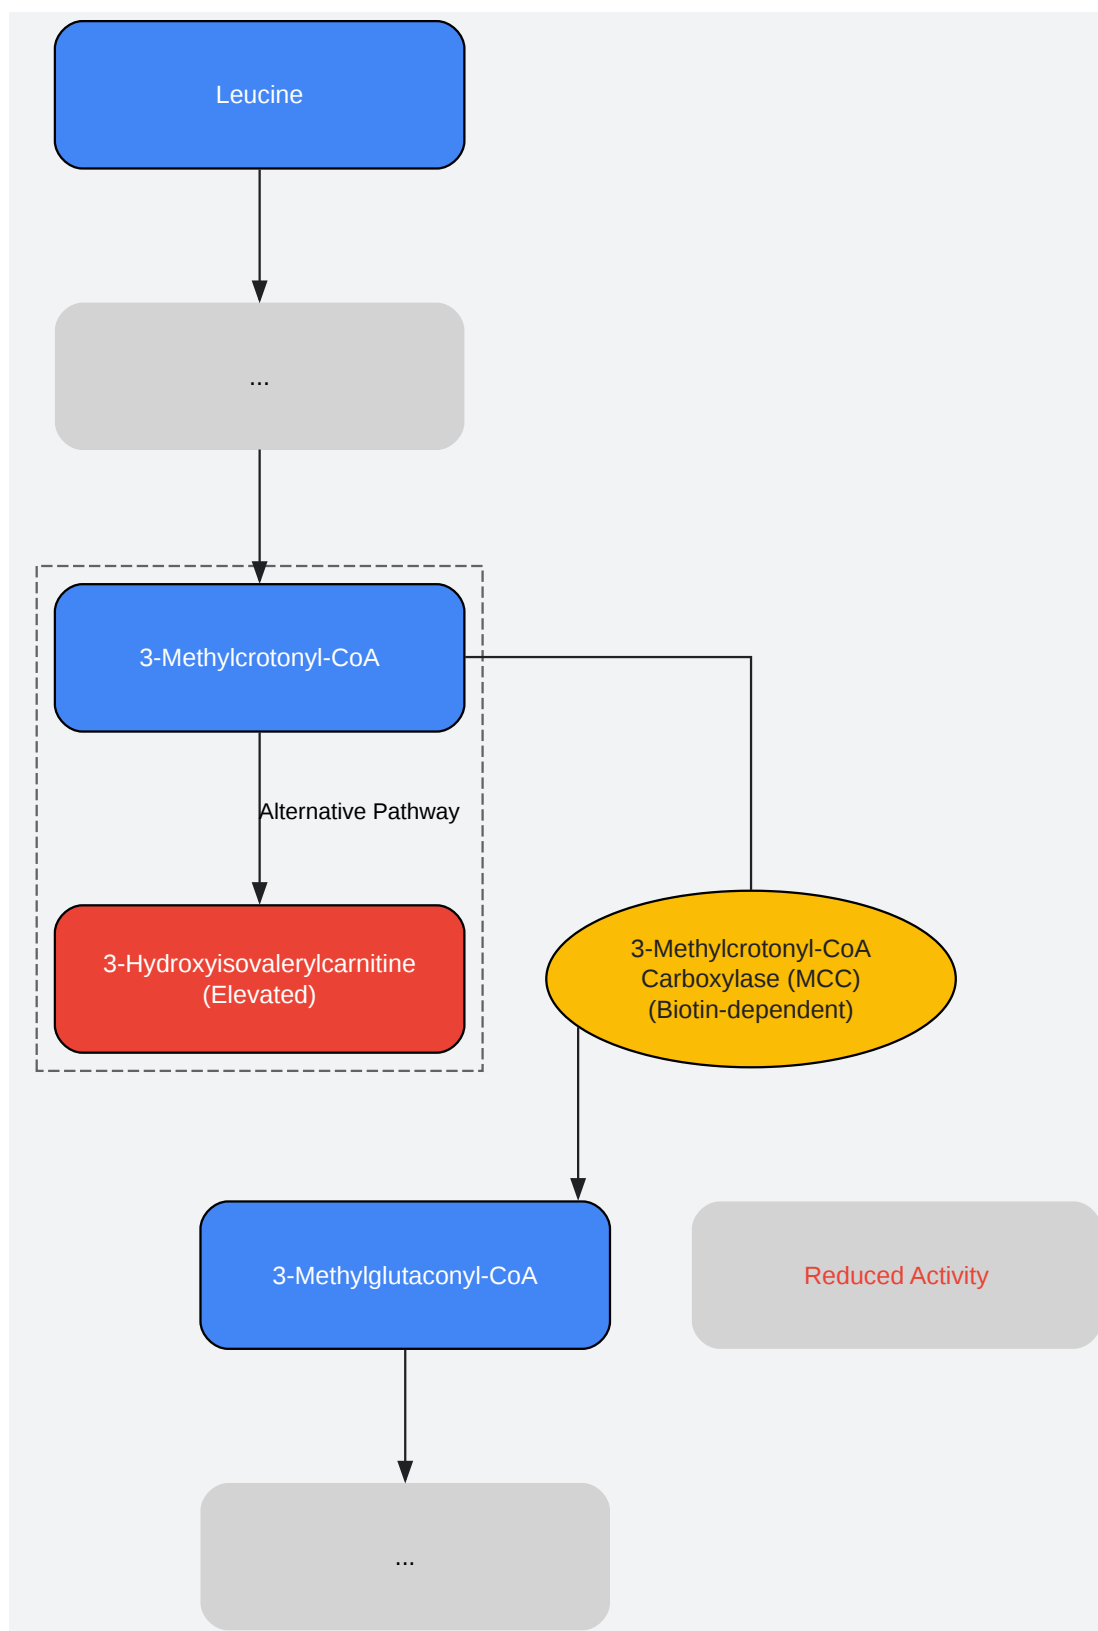 Leucine
...
3-Methylcrotonyl-CoA
Alternative Pathway
3-Hydroxyisovalerylcarnitine
(Elevated)
3-Methylcrotonyl-CoA
Carboxylase (MCC)
(Biotin-dependent)
3-Methylglutaconyl-CoA
Reduced Activity
...